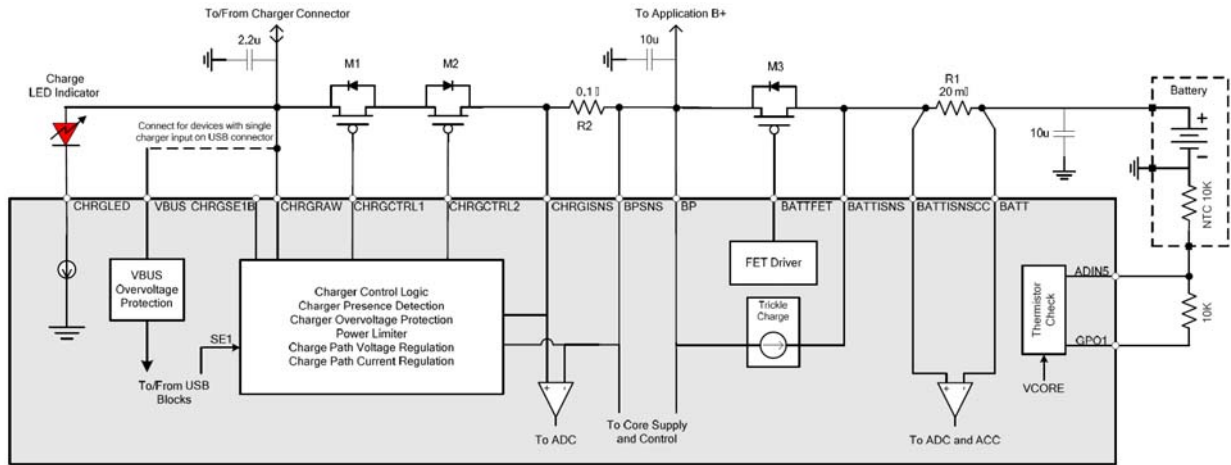 To/From Charger Connector
To Application B+
2.2u
10u
Charge
LED Indicator
M1
M2
M3
0.1
R2
R1
20 m
Battery
+
−
Connect for devices with single
charger input on USB connector
10u
NTC 10K
CHRGLED
VBUS
CHRGSE1B
CHRGRAW
CHRGCTRL1
CHRGCTRL2
CHRGISNS
BPSNS
BP
BATTFET
BATTISNS
BATTISNSCC
BATT
VBUS
Overvoltage
Protection
Charger Control Logic
Charger Presence Detection
Charger Overvoltage Protection
Power Limiter
Charge Path Voltage Regulation
Charge Path Current Regulation
SE1
To/From USB
Blocks
FET Driver
Trickle
Charge
+ -
+ -
To ADC
To Core Supply
and Control
To ADC and ACC
Thermistor
Check
VCORE
ADIN5
GPO1
10K